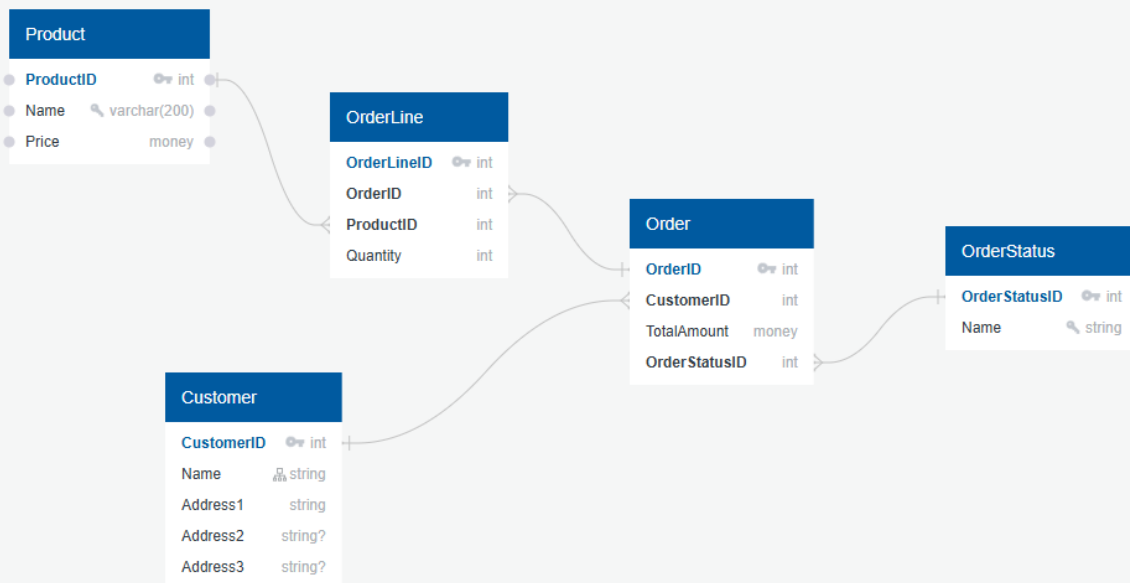 Product
ProductID int
Name varchar(200)
Price money
OrderLine
OrderLineID int
OrderID int
ProductID int
Quantity int
Order
OrderID int
CustomerID int
TotalAmount money
OrderStatusID int
OrderStatus
OrderStatusID int
Name string
Customer
CustomerID int
Name string
Address1 string
Address2 string?
Address3 string?